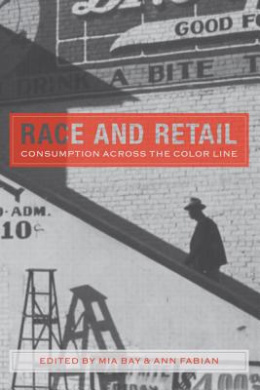 GOOD FO
DRINK A BITE T
RACE AND RETAIL
CONSUMPTION ACROSS THE COLOR LINE
ADM.
10¢
EDITED BY MIA BAY & ANN FABIAN